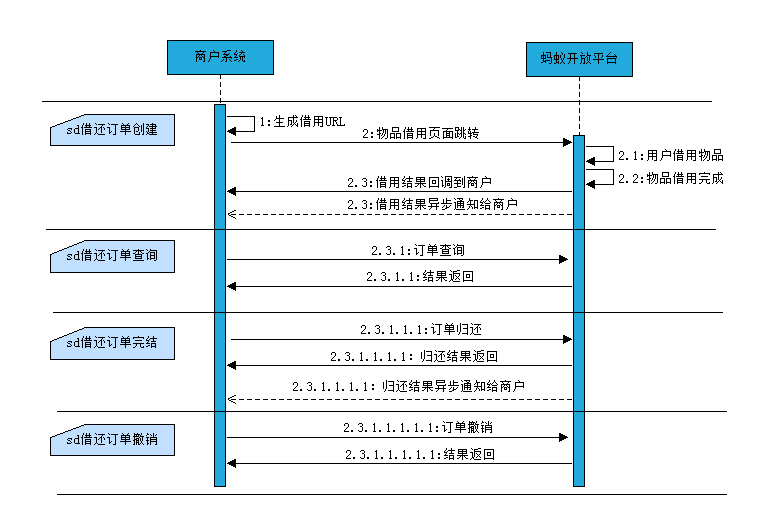 商户系统
蚂蚁开放平台
sd借还订单创建
1:生成借用URL
2:物品借用页面跳转
2.1:用户借用物品
2.2:物品借用完成
2.3:借用结果回调到商户
2.3:借用结果异步通知给商户
sd借还订单查询
2.3.1:订单查询
2.3.1.1:结果返回
sd借还订单完结
2.3.1.1.1:订单归还
2.3.1.1.1.1: 归还结果返回
2.3.1.1.1.1: 归还结果异步通知给商户
sd借还订单撤销
2.3.1.1.1.1.1:订单撤销
2.3.1.1.1.1.1:结果返回